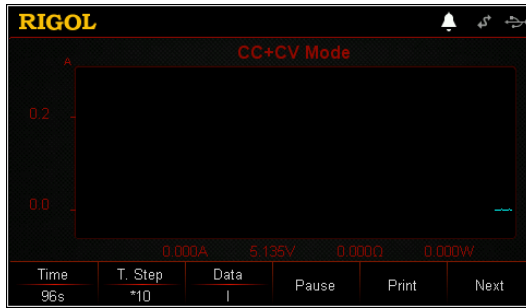 RIGOL
CC+CV Mode
A
0.2
0.0
0.000A 5.135V 0.000Ω 0.000W
Time T. Step Data Pause Print Next
96s *10 I